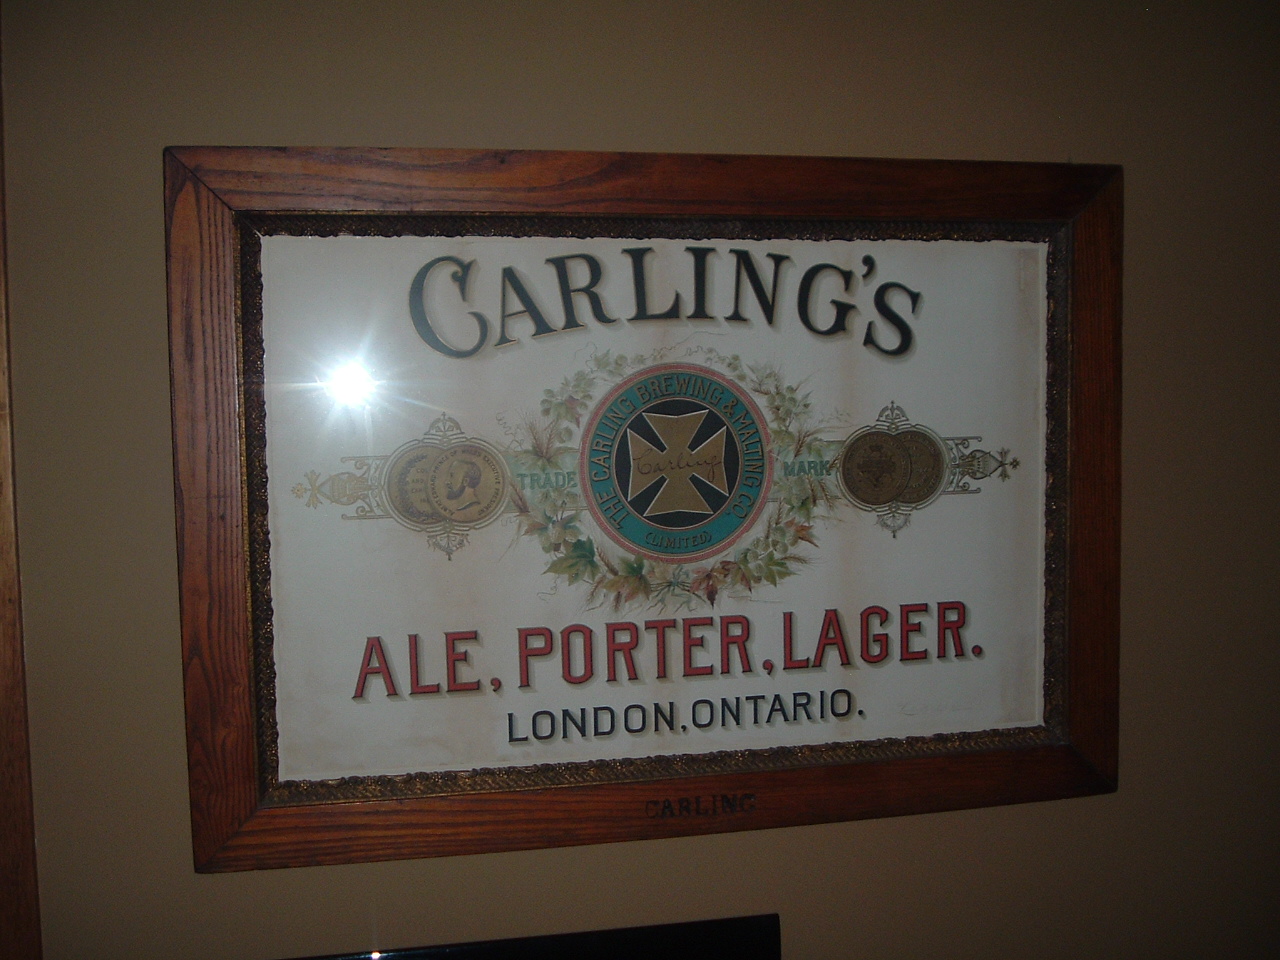 CARLING'S
THE CARLING BREWING & MALTING CO.
(LIMITED)
Carling
TRADE MARK
ALE, PORTER, LAGER.
LONDON, ONTARIO.
CARLING